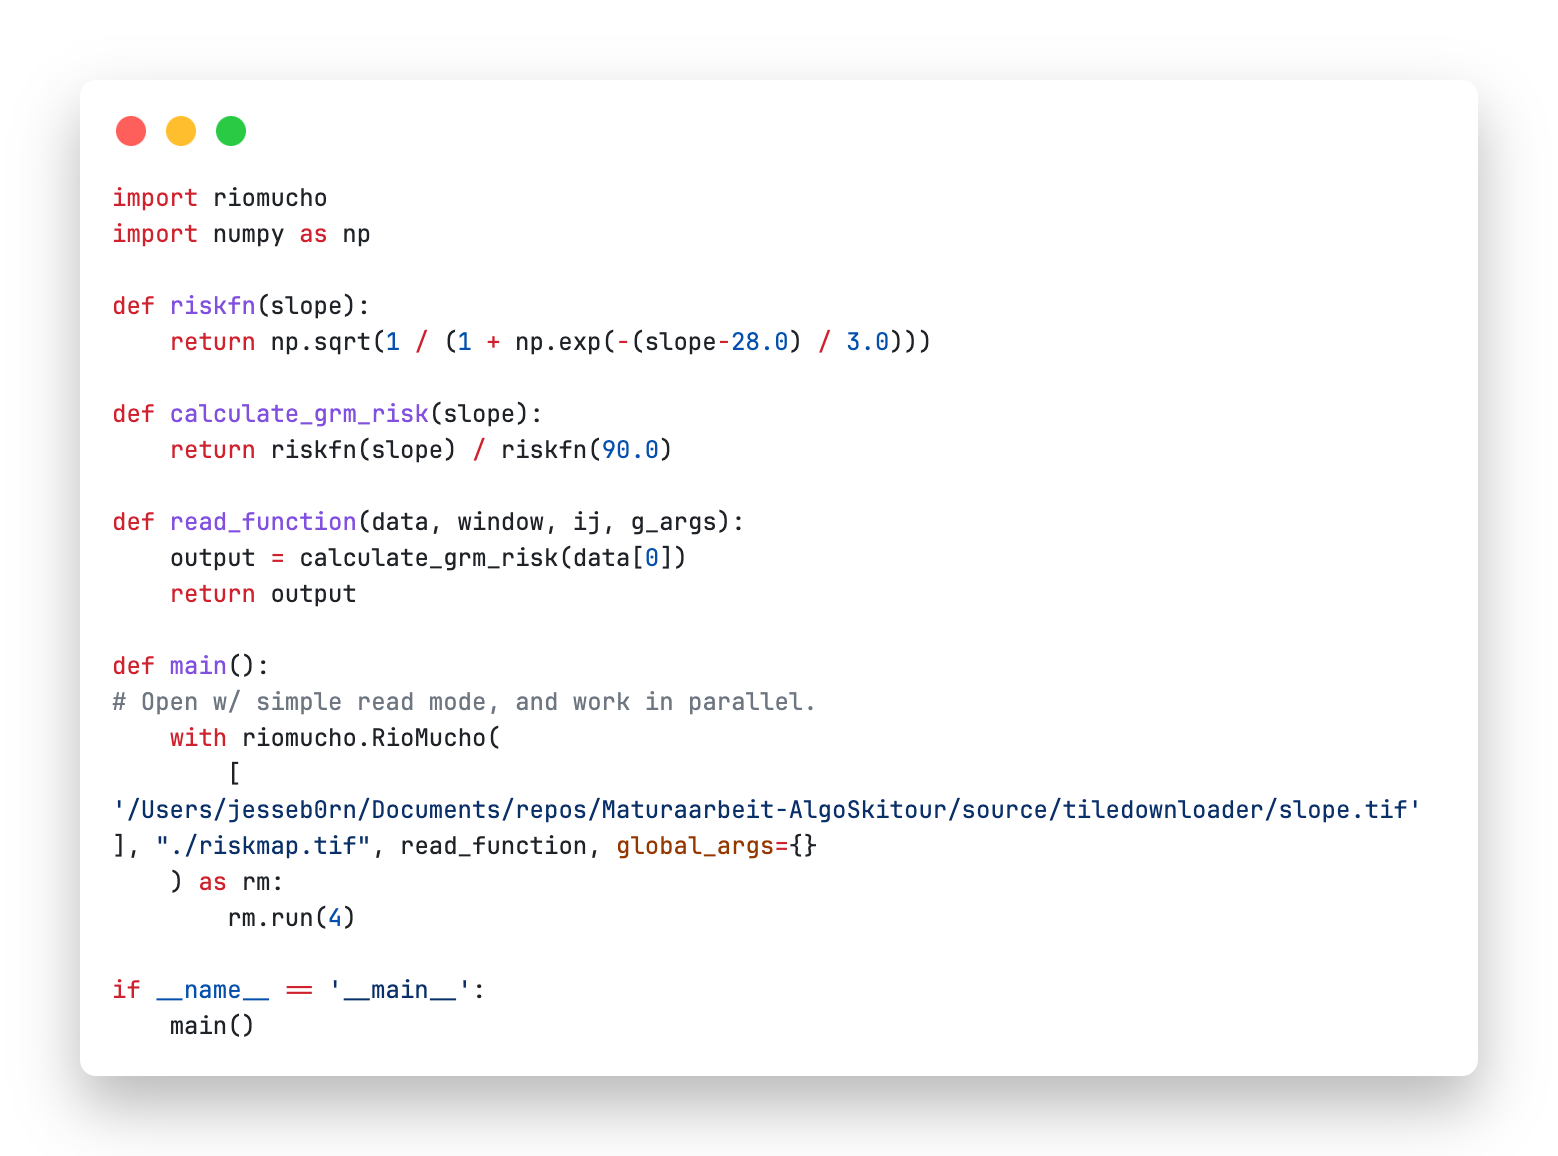 import riomucho
import numpy as np

def riskfn(slope):
    return np.sqrt(1 / (1 + np.exp(-(slope-28.0) / 3.0)))

def calculate_grm_risk(slope):
    return riskfn(slope) / riskfn(90.0)

def read_function(data, window, ij, g_args):
    output = calculate_grm_risk(data[0])
    return output

def main():
# Open w/ simple read mode, and work in parallel.
    with riomucho.RioMucho(
        [
'/Users/jesseb0rn/Documents/repos/Maturaarbeit-AlgoSkitour/source/tiledownloader/slope.tif'
], "./riskmap.tif", read_function, global_args={}
    ) as rm:
        rm.run(4)

if __name__ == '__main__':
    main()